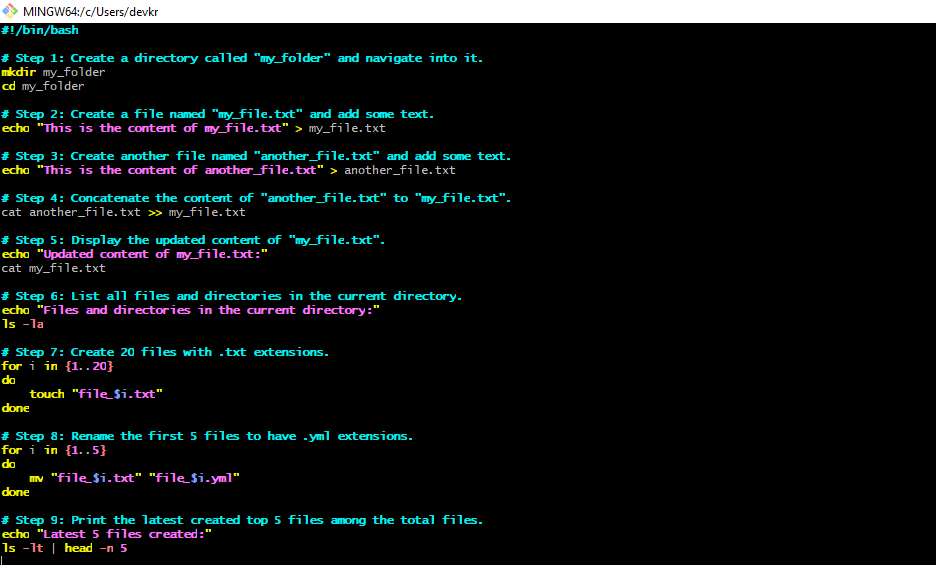 MINGW64:/c/Users/devkr
#!/bin/bash
# Step 1: Create a directory called "my_folder" and navigate into it.
mkdir my_folder
cd my_folder
# Step 2: Create a file named "my_file.txt" and add some text.
echo "This is the content of my_file.txt" > my_file.txt
# Step 3: Create another file named "another_file.txt" and add some text.
echo "This is the content of another_file.txt" > another_file.txt
# Step 4: Concatenate the content of "another_file.txt" to "my_file.txt".
cat another_file.txt >> my_file.txt
# Step 5: Display the updated content of "my_file.txt".
echo "Updated content of my_file.txt:"
cat my_file.txt
# Step 6: List all files and directories in the current directory.
echo "Files and directories in the current directory:"
ls -la
# Step 7: Create 20 files with .txt extensions.
for i in {1..20}
do
    touch "file_$i.txt"
done
# Step 8: Rename the first 5 files to have .yml extensions.
for i in {1..5}
do
    mv "file_$i.txt" "file_$i.yml"
done
# Step 9: Print the latest created top 5 files among the total files.
echo "Latest 5 files created:"
ls -lt | head -n 5